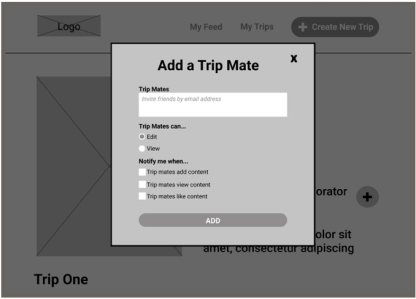 Logo
My Feed
My Trips
Create New Trip
x
Add a Trip Mate
Trip Mates
Invite friends by email address
Trip Mates can...
Edit
View
Notify me when...
Trip mates add content
Trip mates view content
Trip mates like content
ADD
orator
olor sit
amet, consectetur adipiscing
Trip One